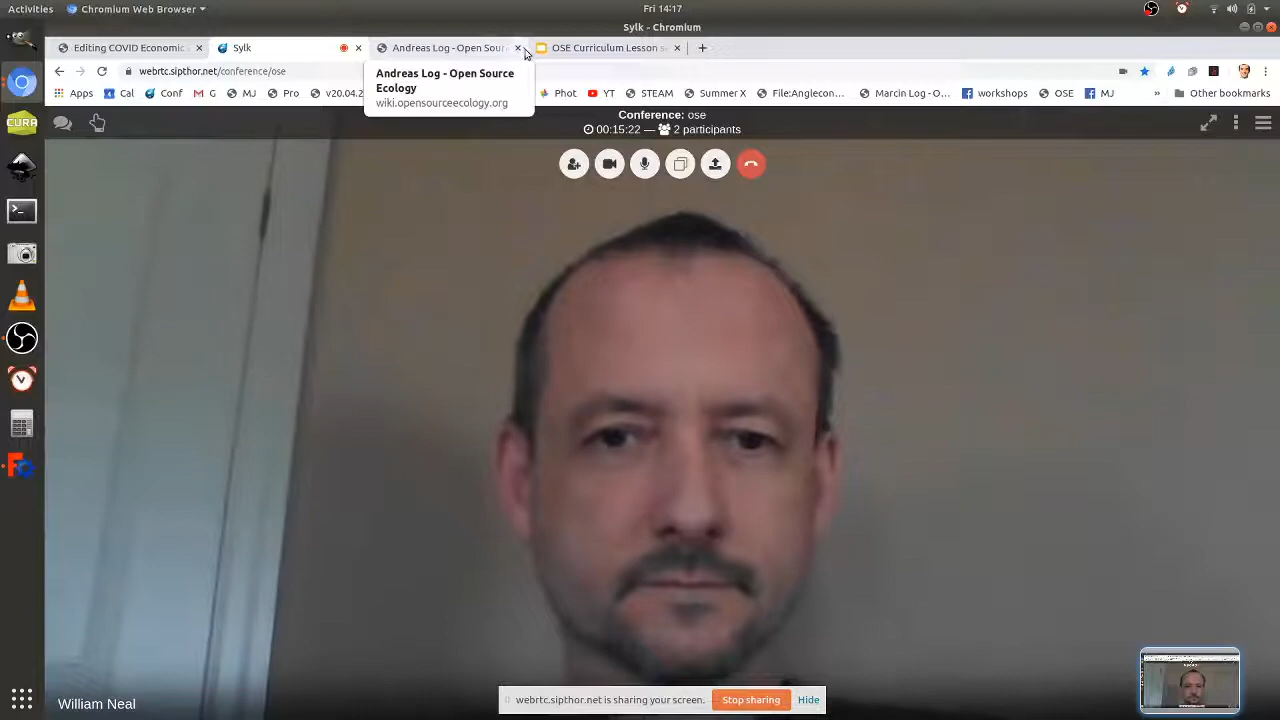 Activities Chromium Web Browser Fri 14:17
Sylk - Chromium
Editing COVID Economic Sylk Andreas Log - Open Sour OSE Curriculum Lesson s
webrtc.sipthor.net/conference/ose
Andreas Log - Open Source
Ecology
wiki.opensourceecology.org
Apps Cal Conf G MJ Pro v20.04.2 Phot YT STEAM Summer X File:Anglecon Marcin Log - O workshops OSE MJ » Other bookmarks
Conference: ose
00:15:22 — 2 participants
CURA
William Neal
webrtc.sipthor.net is sharing your screen. Stop sharing Hide